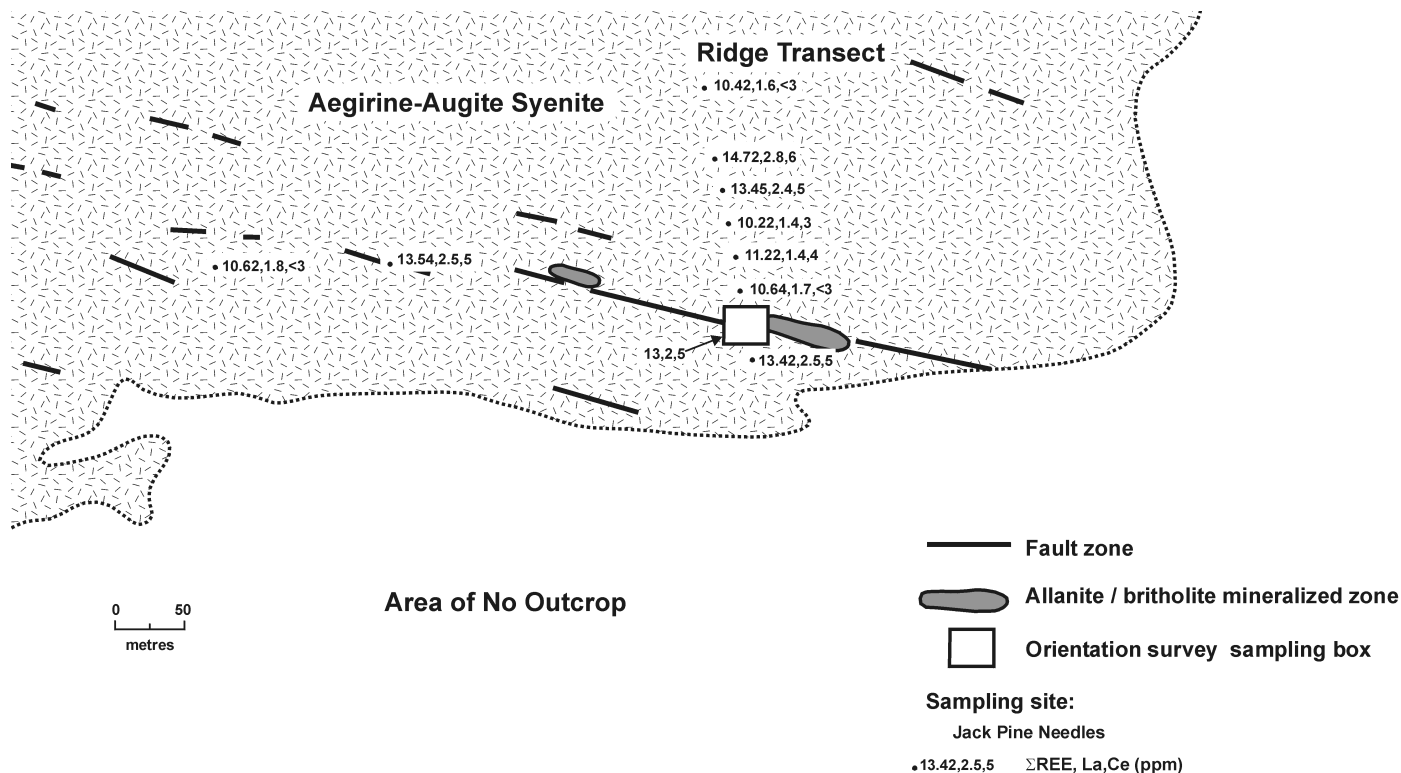 Ridge Transect
10.42,1.6,<3
Aegirine-Augite Syenite
14.72,2.8,6
13.45,2.4,5
10.22,1.4,3
11.22,1.4,4
13.54,2.5,5
10.62,1.8,<3
10.64,1.7,<3
13,2,5
13.42,2.5,5
Fault zone
Area of No Outcrop
Allanite / britholite mineralized zone
0 50
metres
Orientation survey sampling box
Sampling site:
Jack Pine Needles
13.42,2.5,5 ΣREE, La,Ce (ppm)